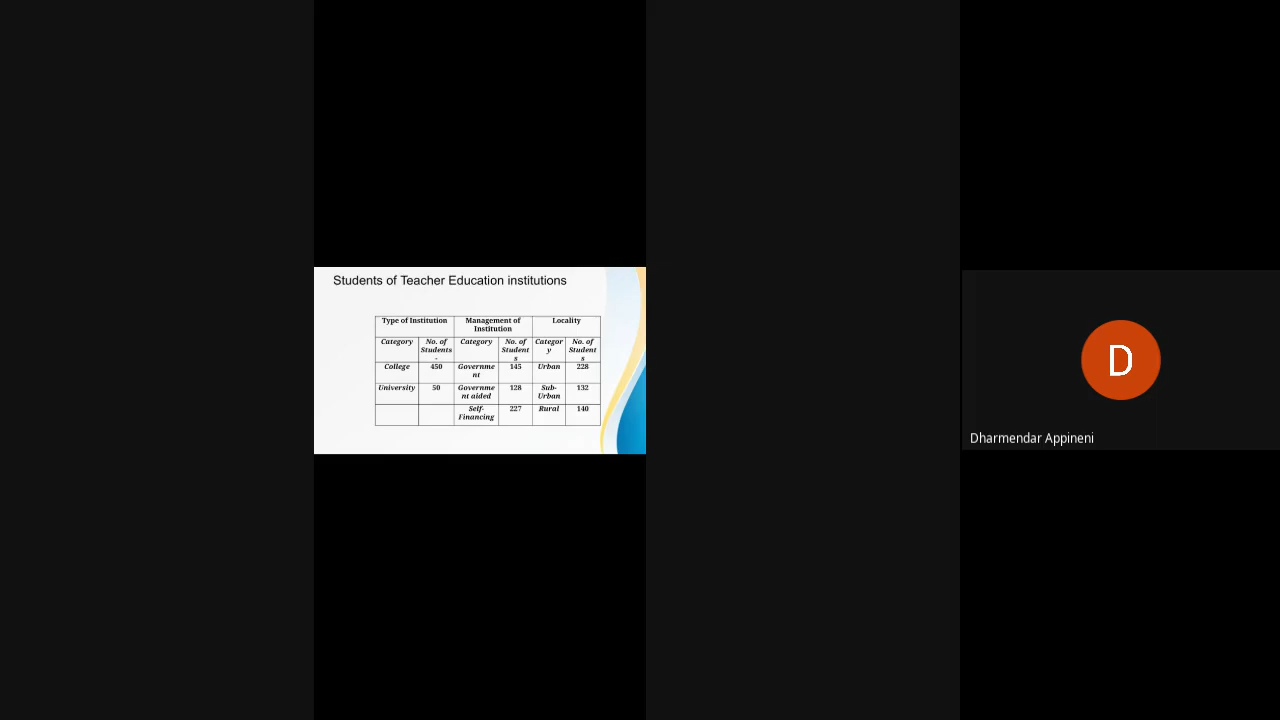 Students of Teacher Education institutions
Type of Institution Management of Institution Locality
Category No. of Students- Category No. of Students Category No. of Students
College 450 Government 145 Urban 228
University 50 Government aided 128 Sub-Urban 132
Self-Financing 227 Rural 140
D
Dharmendar Appineni